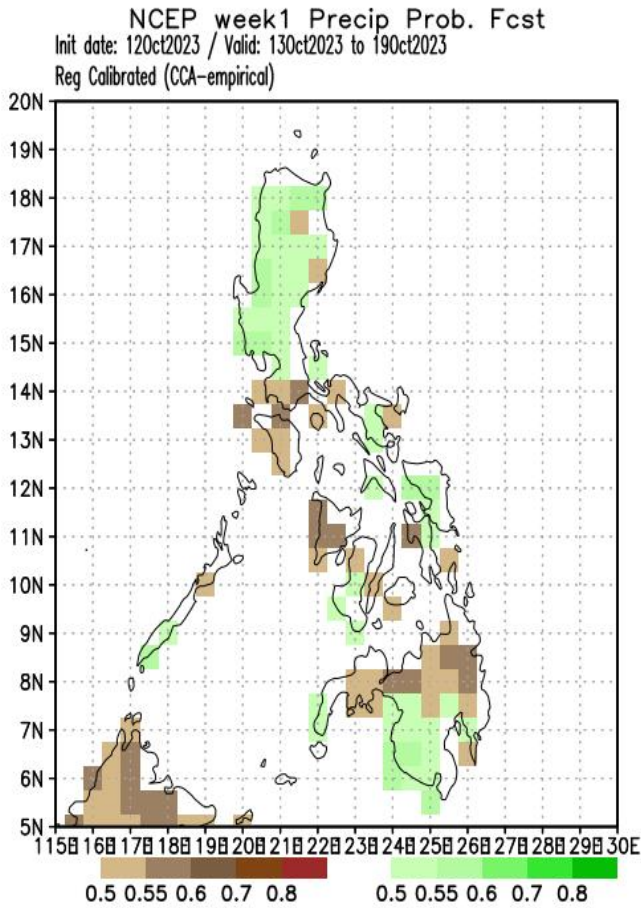 NCEP week1 Precip Prob. Fcst
Init date: 12Oct2023 / Valid: 13Oct2023 to 19Oct2023
Reg Calibrated (CCA-empirical)
20N
19N
18N
17N
16N
15N
14N
13N
12N
11N
10N
9N
8N
7N
6N
5N
115E 116E 117E 118E 119E 120E 121E 122E 123E 124E 125E 126E 127E 128E 129E 130E
0.5 0.55 0.6 0.7 0.8 0.5 0.55 0.6 0.7 0.8